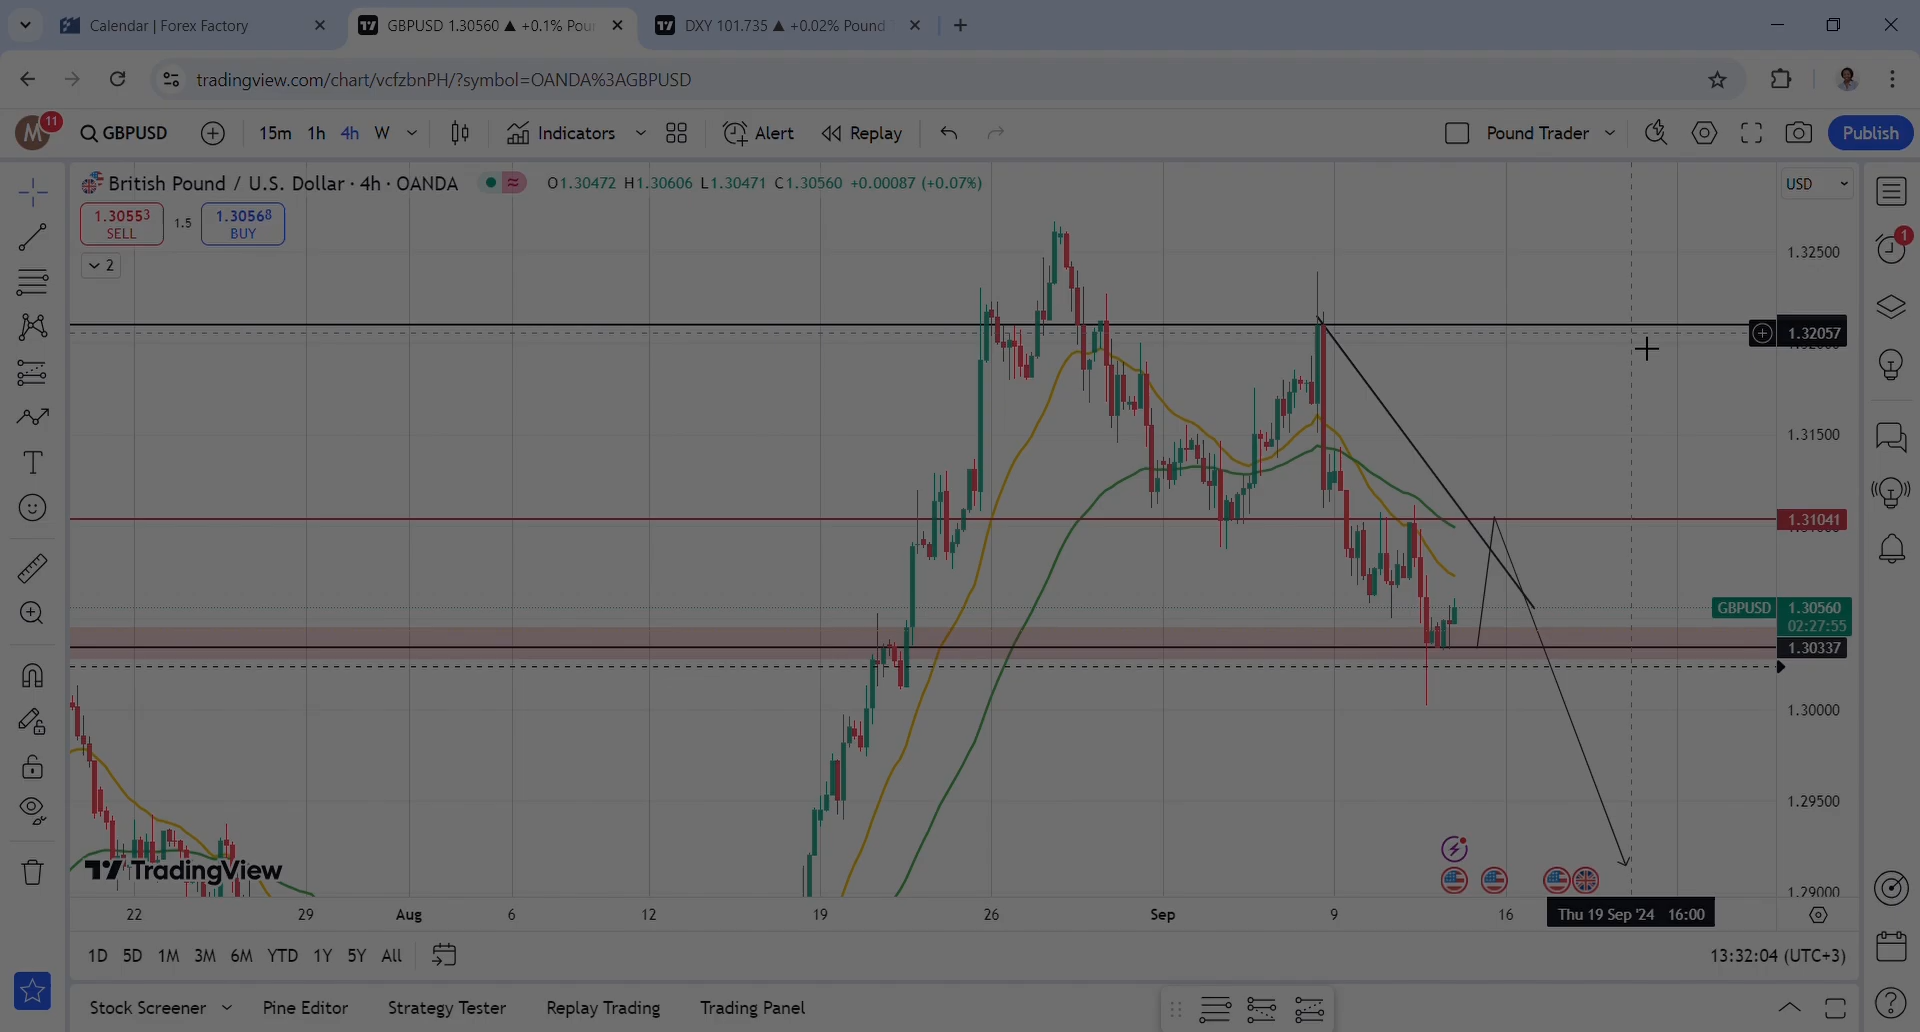 Calendar | Forex Factory
GBPUSD 1.30560 ▲ +0.1% Pou
DXY 101.735 ▲ +0.02% Pound
tradingview.com/chart/vcfzbnPH/?symbol=OANDA%3AGBPUSD
M 11 GBPUSD 15m 1h 4h W Indicators Alert Replay Pound Trader Publish
British Pound / U.S. Dollar · 4h · OANDA O1.30472 H1.30606 L1.30471 C1.30560 +0.00087 (+0.07%) USD
1.30553 1.5 1.30568
SELL BUY
1
2
1.32500
1.32057
1.31500
1.31041
GBPUSD 1.30560
02:27:55
1.30337
1.30000
1.29500
TradingView
1.29000
22 29 Aug 6 12 19 26 Sep 9 16 Thu 19 Sep '24 16:00
1D 5D 1M 3M 6M YTD 1Y 5Y All 13:32:04 (UTC+3)
Stock Screener Pine Editor Strategy Tester Replay Trading Trading Panel